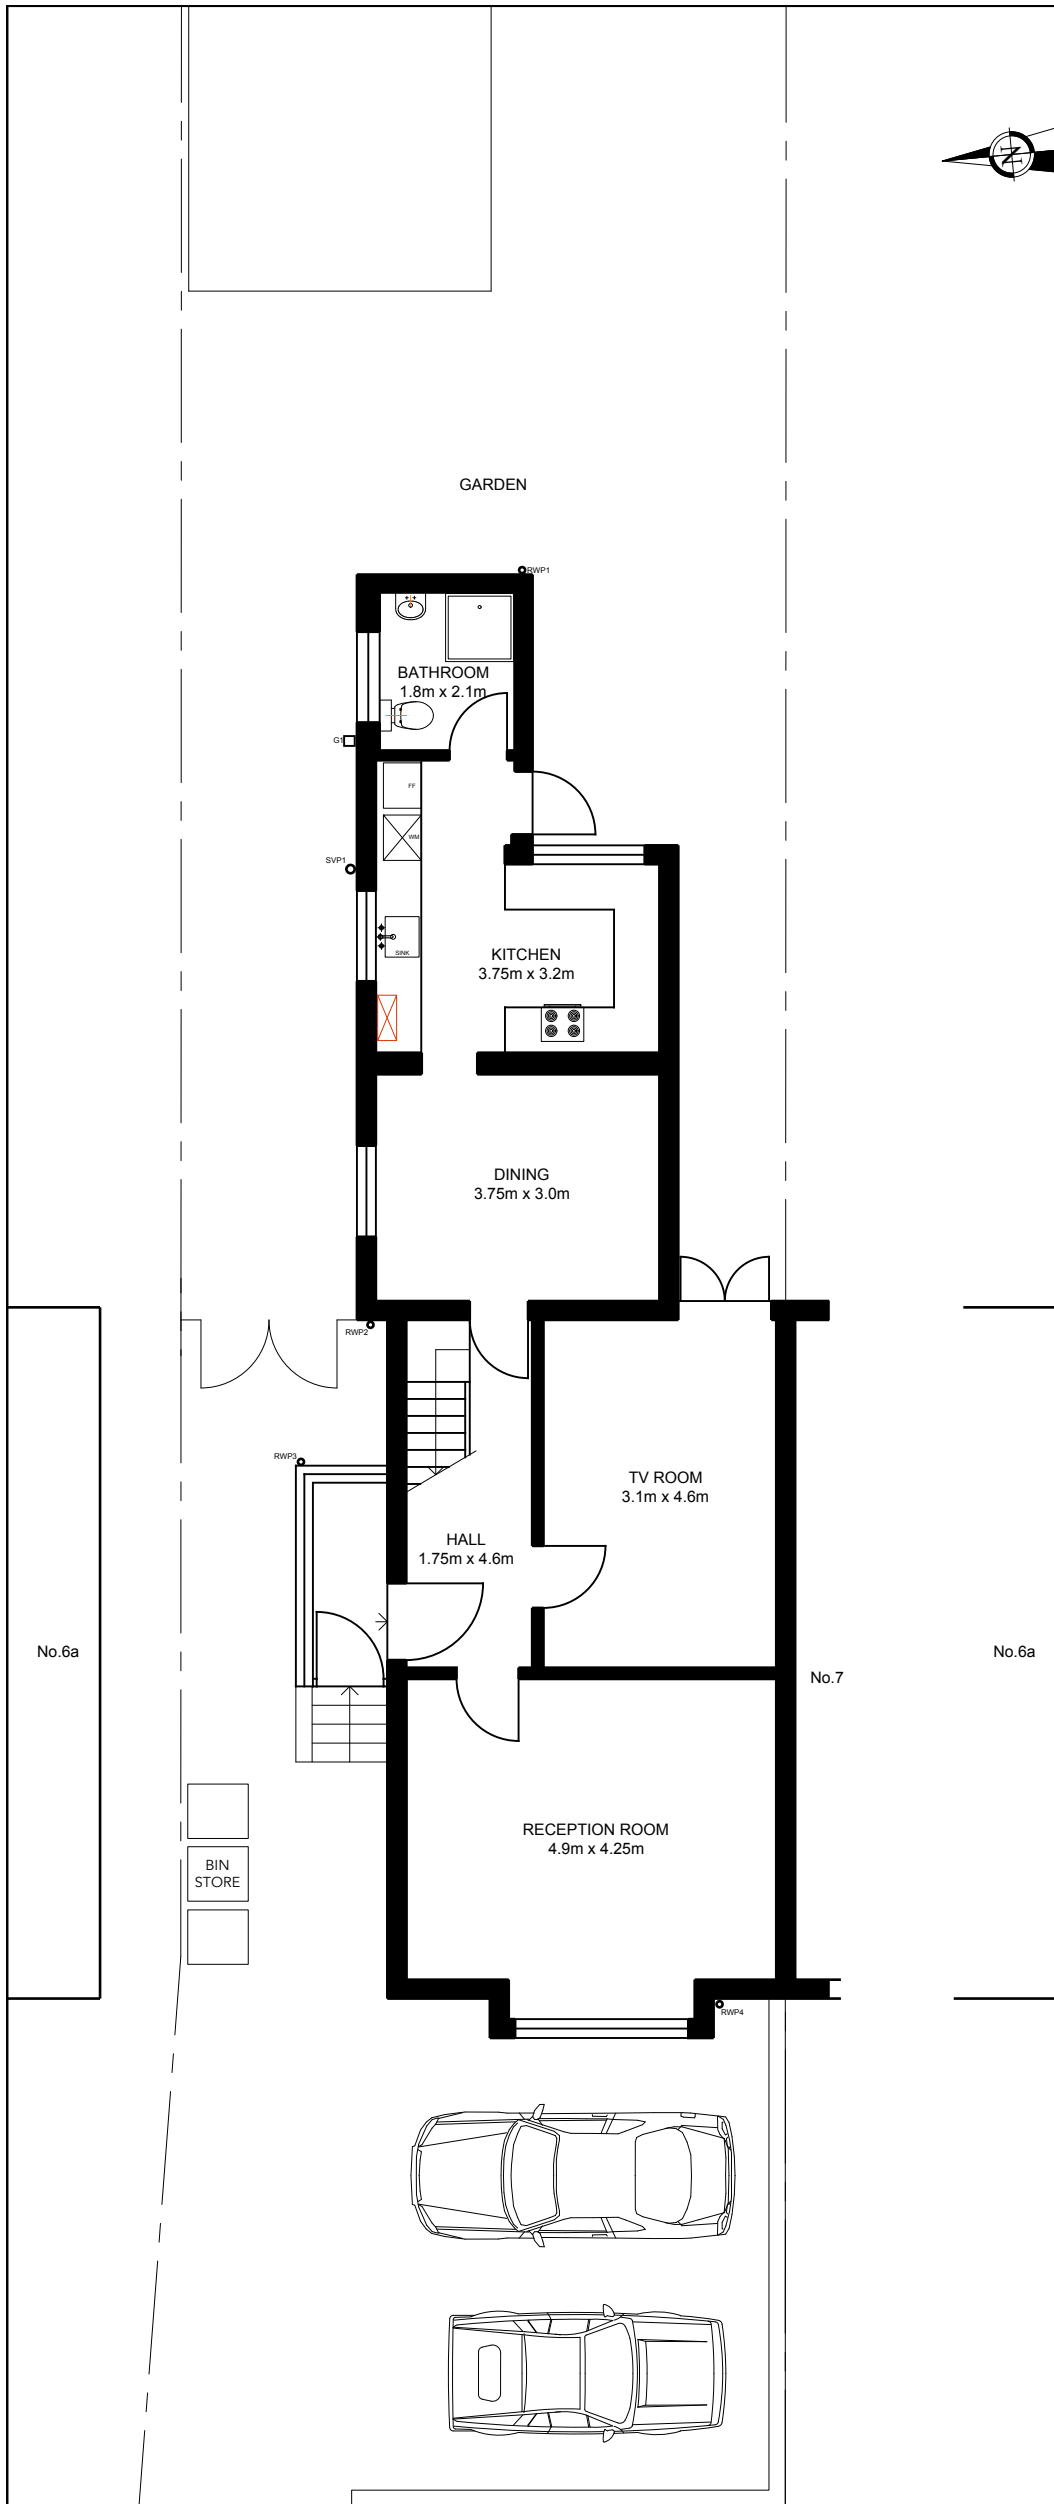 N
GARDEN
RWP1
BATHROOM
1.8m x 2.1m
G1
FF
WM
SVP1
SINK
KITCHEN
3.75m x 3.2m
DINING
3.75m x 3.0m
RWP2
RWP3
TV ROOM
3.1m x 4.6m
HALL
1.75m x 4.6m
No.6a
No.7
No.6a
RECEPTION ROOM
4.9m x 4.25m
BIN
STORE
RWP4